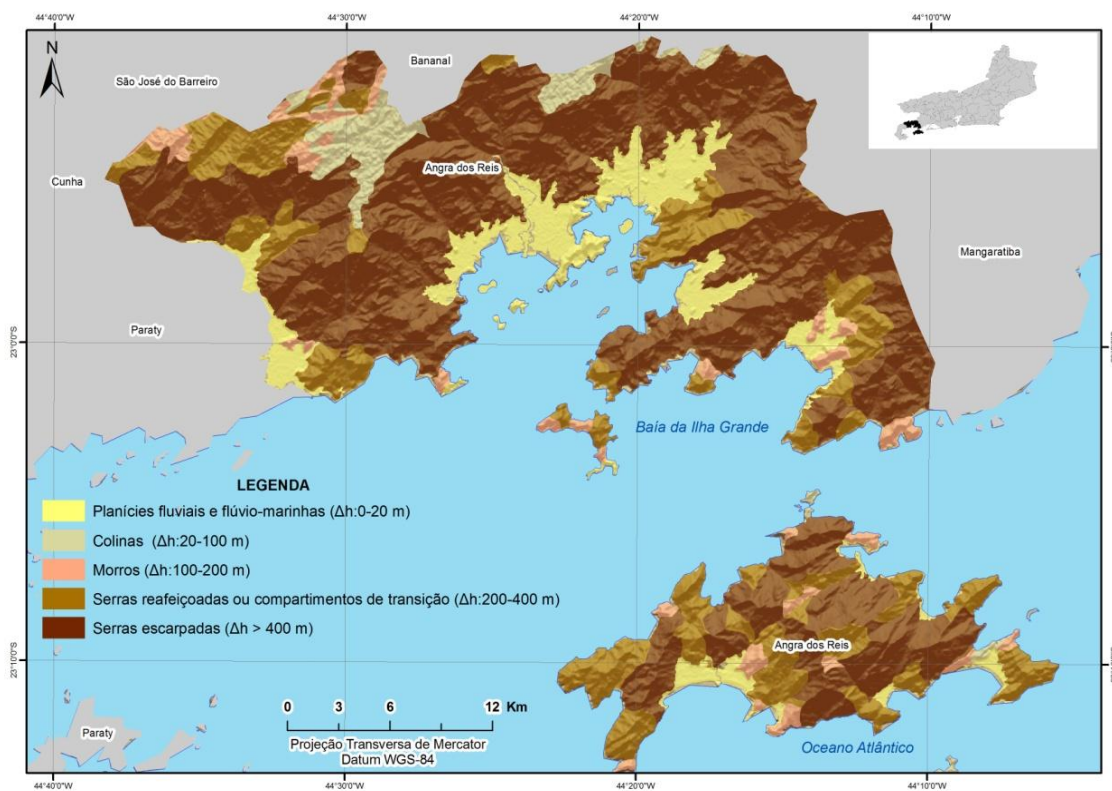 44°40'0"W
44°30'0"W
44°20'0"W
44°10'0"W
N
Bananal
São José do Barreiro
Angra dos Reis
Cunha
Mangaratiba
Paraty
23°0'0"S
Baía da Ilha Grande
LEGENDA
Planícies fluviais e flúvio-marinhas (Δh:0-20 m)
Colinas (Δh:20-100 m)
Morros (Δh:100-200 m)
Serras reafeiçoadas ou compartimentos de transição (Δh:200-400 m)
Serras escarpadas (Δh > 400 m)
Angra dos Reis
23°10'0"S
0 3 6 12 Km
Projeção Transversa de Mercator
Datum WGS-84
Paraty
Oceano Atlântico
44°40'0"W
44°30'0"W
44°20'0"W
44°10'0"W